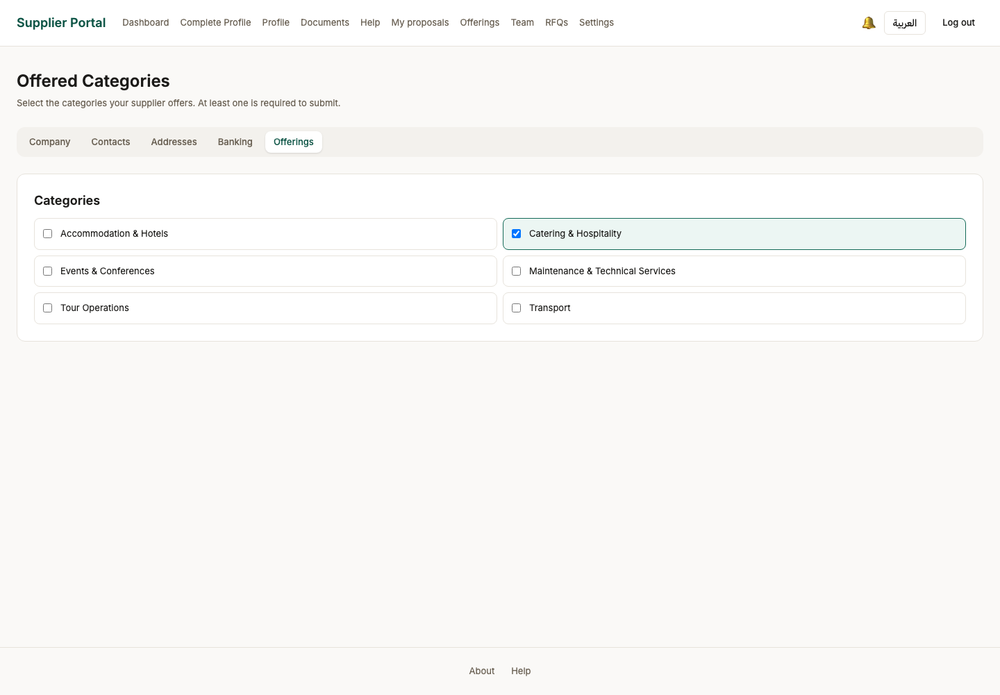 Supplier Portal Dashboard Complete Profile Profile Documents Help My proposals Offerings Team RFQs Settings العربية Log out
Offered Categories
Select the categories your supplier offers. At least one is required to submit.
Company Contacts Addresses Banking Offerings
Categories
Accommodation & Hotels Catering & Hospitality
Events & Conferences Maintenance & Technical Services
Tour Operations Transport
About Help